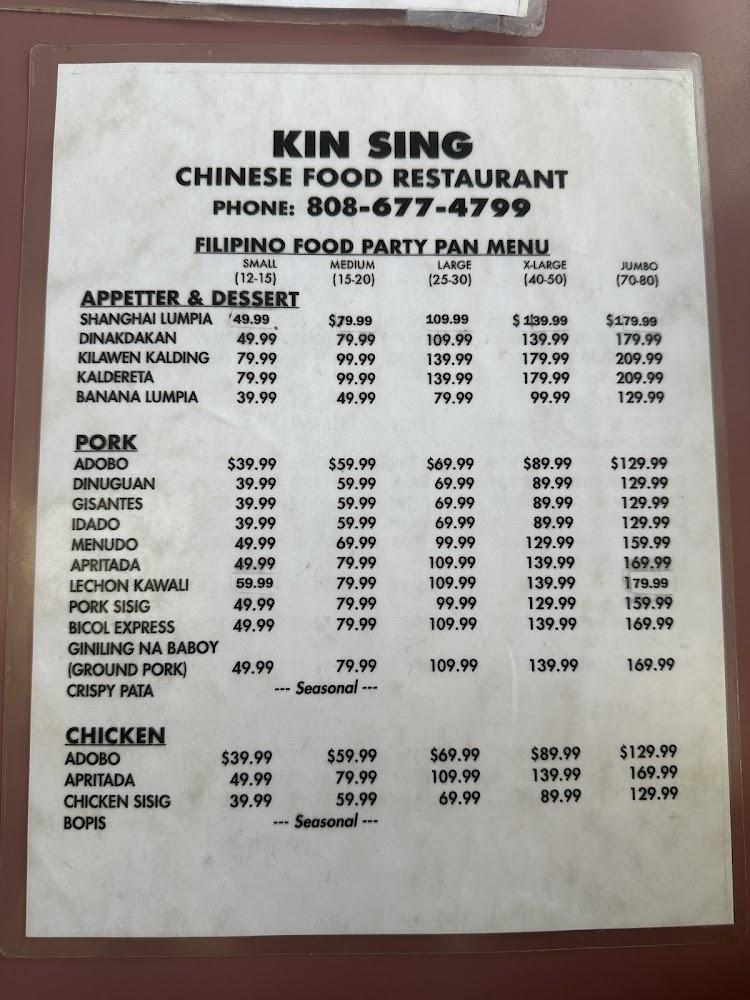 KIN SING
CHINESE FOOD RESTAURANT
PHONE: 808-677-4799
FILIPINO FOOD PARTY PAN MENU
SMALL MEDIUM LARGE X-LARGE JUMBO
(12-15) (15-20) (25-30) (40-50) (70-80)
APPETTER & DESSERT
SHANGHAI LUMPIA 49.99 $79.99 109.99 $139.99 $179.99
DINAKDAKAN 49.99 79.99 109.99 139.99 179.99
KILAWEN KALDING 79.99 99.99 139.99 179.99 209.99
KALDERETA 79.99 99.99 139.99 179.99 209.99
BANANA LUMPIA 39.99 49.99 79.99 99.99 129.99
PORK
ADOBO $39.99 $59.99 $69.99 $89.99 $129.99
DINUGUAN 39.99 59.99 69.99 89.99 129.99
GISANTES 39.99 59.99 69.99 89.99 129.99
IDADO 39.99 59.99 69.99 89.99 129.99
MENUDO 49.99 69.99 99.99 129.99 159.99
APRITADA 49.99 79.99 109.99 139.99 169.99
LECHON KAWALI 59.99 79.99 109.99 139.99 179.99
PORK SISIG 49.99 79.99 99.99 129.99 159.99
BICOL EXPRESS 49.99 79.99 109.99 139.99 169.99
GINILING NA BABOY
(GROUND PORK) 49.99 79.99 109.99 139.99 169.99
CRISPY PATA --- Seasonal ---
CHICKEN
ADOBO $39.99 $59.99 $69.99 $89.99 $129.99
APRITADA 49.99 79.99 109.99 139.99 169.99
CHICKEN SISIG 39.99 59.99 69.99 89.99 129.99
BOPIS --- Seasonal ---